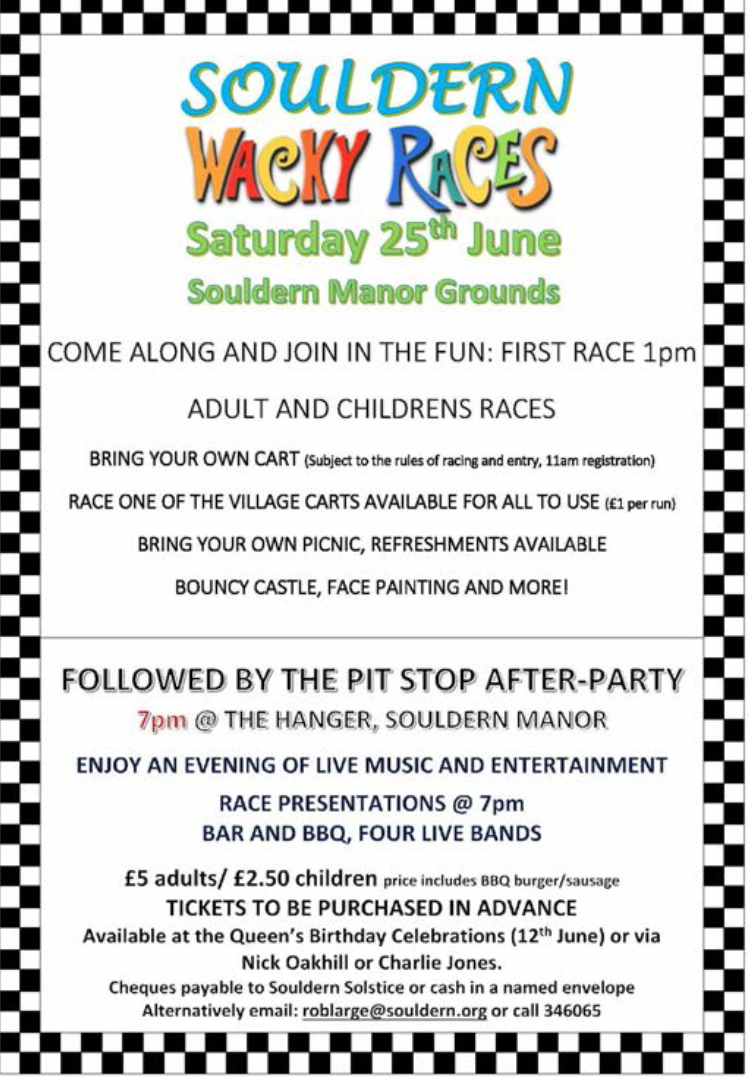 SOULDERN
WACKY RACES
Saturday 25th June
Souldern Manor Grounds
COME ALONG AND JOIN IN THE FUN: FIRST RACE 1pm
ADULT AND CHILDRENS RACES
BRING YOUR OWN CART (Subject to the rules of racing and entry, 11am registration)
RACE ONE OF THE VILLAGE CARTS AVAILABLE FOR ALL TO USE (£1 per run)
BRING YOUR OWN PICNIC, REFRESHMENTS AVAILABLE
BOUNCY CASTLE, FACE PAINTING AND MORE!
FOLLOWED BY THE PIT STOP AFTER-PARTY
7pm @ THE HANGER, SOULDERN MANOR
ENJOY AN EVENING OF LIVE MUSIC AND ENTERTAINMENT
RACE PRESENTATIONS @ 7pm
BAR AND BBQ, FOUR LIVE BANDS
£5 adults/ £2.50 children price includes BBQ burger/sausage
TICKETS TO BE PURCHASED IN ADVANCE
Available at the Queen's Birthday Celebrations (12th June) or via
Nick Oakhill or Charlie Jones.
Cheques payable to Souldern Solstice or cash in a named envelope
Alternatively email: roblarge@souldern.org or call 346065